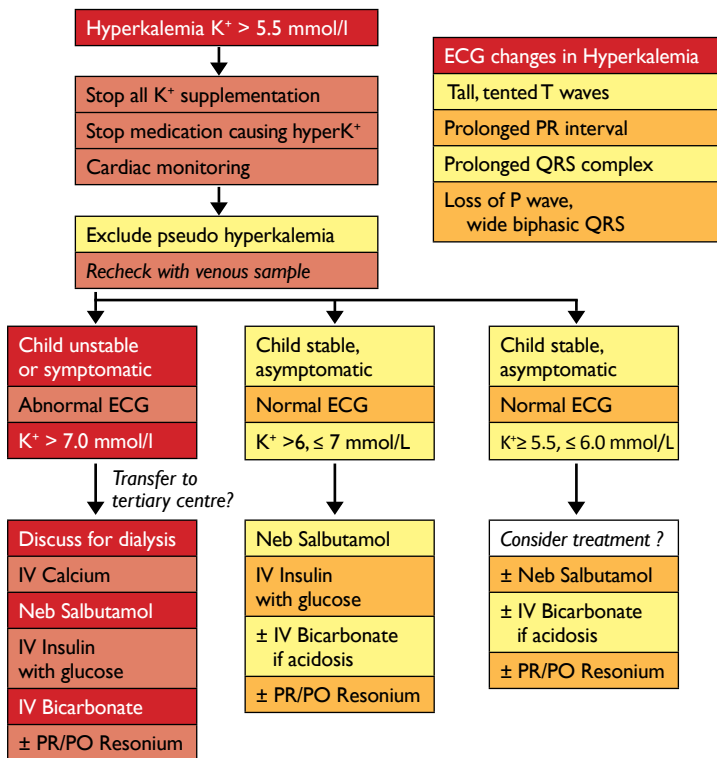 Hyperkalemia K⁺ > 5.5 mmol/l
Stop all K⁺ supplementation
Stop medication causing hyperK⁺
Cardiac monitoring
Exclude pseudo hyperkalemia
Recheck with venous sample
ECG changes in Hyperkalemia
Tall, tented T waves
Prolonged PR interval
Prolonged QRS complex
Loss of P wave,
wide biphasic QRS
Child unstable
or symptomatic
Abnormal ECG
K⁺ > 7.0 mmol/l
Transfer to
tertiary centre?
Discuss for dialysis
IV Calcium
Neb Salbutamol
IV Insulin
with glucose
IV Bicarbonate
± PR/PO Resonium
Child stable,
asymptomatic
Normal ECG
K⁺ >6, ≤ 7 mmol/L
Neb Salbutamol
IV Insulin
with glucose
± IV Bicarbonate
if acidosis
± PR/PO Resonium
Child stable,
asymptomatic
Normal ECG
K⁺≥ 5.5, ≤ 6.0 mmol/L
Consider treatment ?
± Neb Salbutamol
± IV Bicarbonate
if acidosis
± PR/PO Resonium